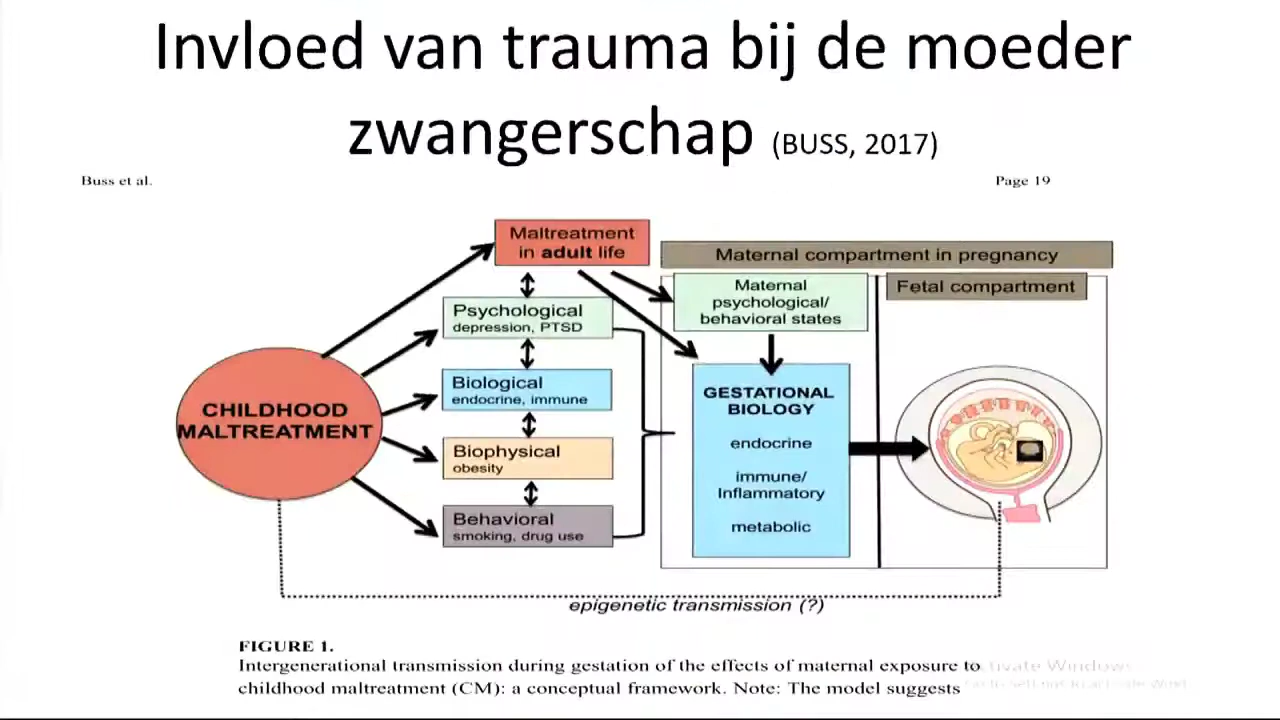 Invloed van trauma bij de moeder
zwangerschap (BUSS, 2017)
Buss et al.
Page 19
Maltreatment
in adult life
Maternal compartment in pregnancy
Maternal
psychological/
behavioral states
Fetal compartment
Psychological
depression, PTSD
Biological
endocrine, immune
Biophysical
obesity
Behavioral
smoking, drug use
CHILDHOOD
MALTREATMENT
GESTATIONAL
BIOLOGY
endocrine
immune/
Inflammatory
metabolic
epigenetic transmission (?)
FIGURE 1.
Intergenerational transmission during gestation of the effects of maternal exposure to
childhood maltreatment (CM): a conceptual framework. Note: The model suggests
Windows